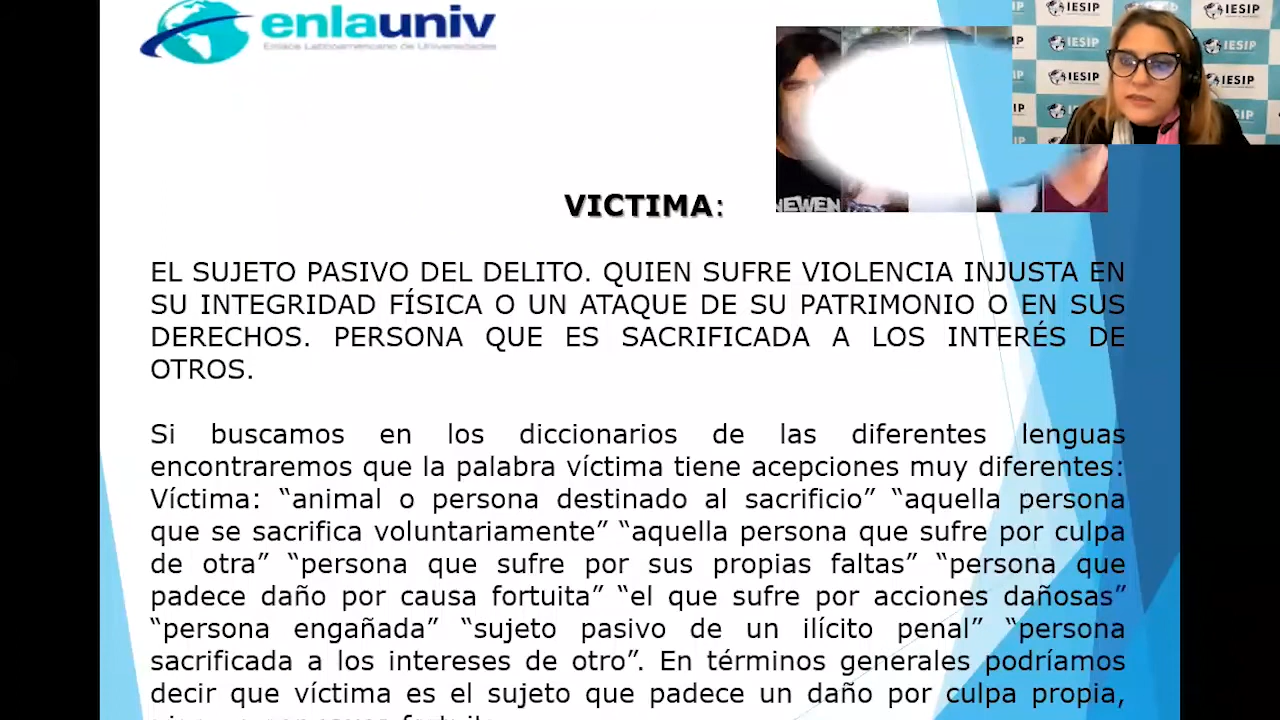 enlauniv
Enlace Latinoamericano de Universidades
IESIP
IESIP
IESIP
IESIP
IESIP
IESIP
NEWEN
VICTIMA:
EL SUJETO PASIVO DEL DELITO. QUIEN SUFRE VIOLENCIA INJUSTA EN
SU INTEGRIDAD FÍSICA O UN ATAQUE DE SU PATRIMONIO O EN SUS
DERECHOS. PERSONA QUE ES SACRIFICADA A LOS INTERÉS DE
OTROS.
Si buscamos en los diccionarios de las diferentes lenguas
encontraremos que la palabra víctima tiene acepciones muy diferentes:
Víctima: “animal o persona destinado al sacrificio” “aquella persona
que se sacrifica voluntariamente” “aquella persona que sufre por culpa
de otra” “persona que sufre por sus propias faltas” “persona que
padece daño por causa fortuita” “el que sufre por acciones dañosas”
“persona engañada” “sujeto pasivo de un ilícito penal” “persona
sacrificada a los intereses de otro”. En términos generales podríamos
decir que víctima es el sujeto que padece un daño por culpa propia,